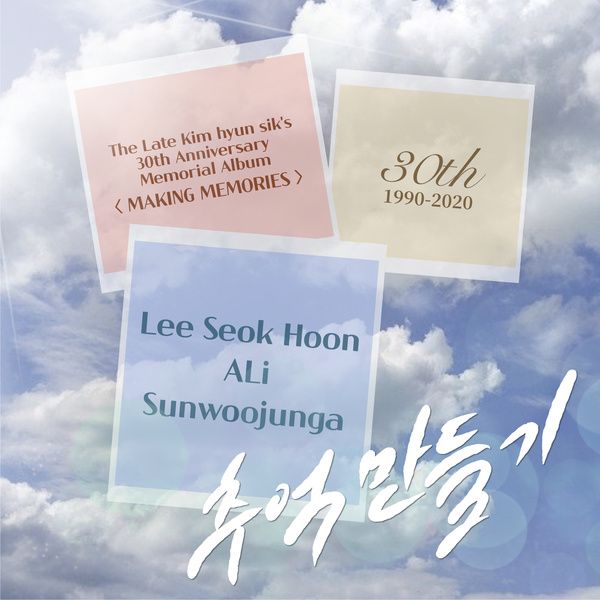 The Late Kim hyun sik's
30th Anniversary
Memorial Album
〈 MAKING MEMORIES 〉
30th
1990-2020
Lee Seok Hoon
ALi
Sunwoojunga
추억 만들기